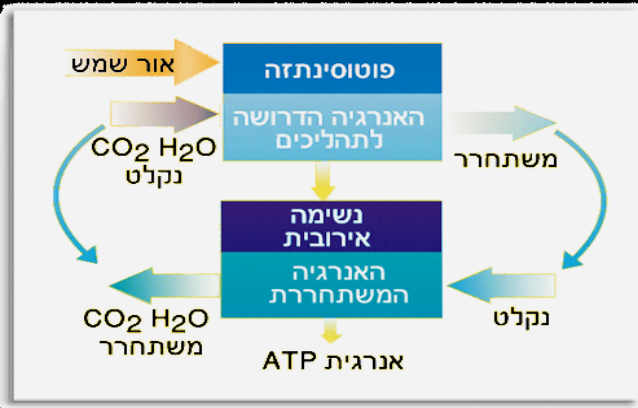 אור שמש
פוטוסינתזה
האנרגיה הדרושה
לתהליכים
CO2 H2O
נקלט
משתחרר
נשימה
אירובית
האנרגיה
המשתחררת
נקלט
CO2 H2O
משתחרר
אנרגית ATP